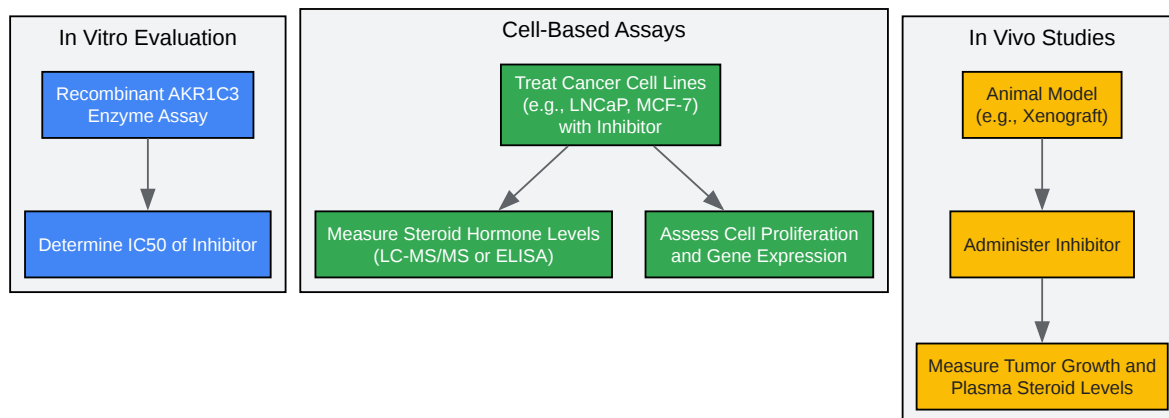 In Vitro Evaluation
Recombinant AKR1C3
Enzyme Assay
Determine IC50 of Inhibitor
Cell-Based Assays
Treat Cancer Cell Lines
(e.g., LNCaP, MCF-7)
with Inhibitor
Measure Steroid Hormone Levels
(LC-MS/MS or ELISA)
Assess Cell Proliferation
and Gene Expression
In Vivo Studies
Animal Model
(e.g., Xenograft)
Administer Inhibitor
Measure Tumor Growth and
Plasma Steroid Levels